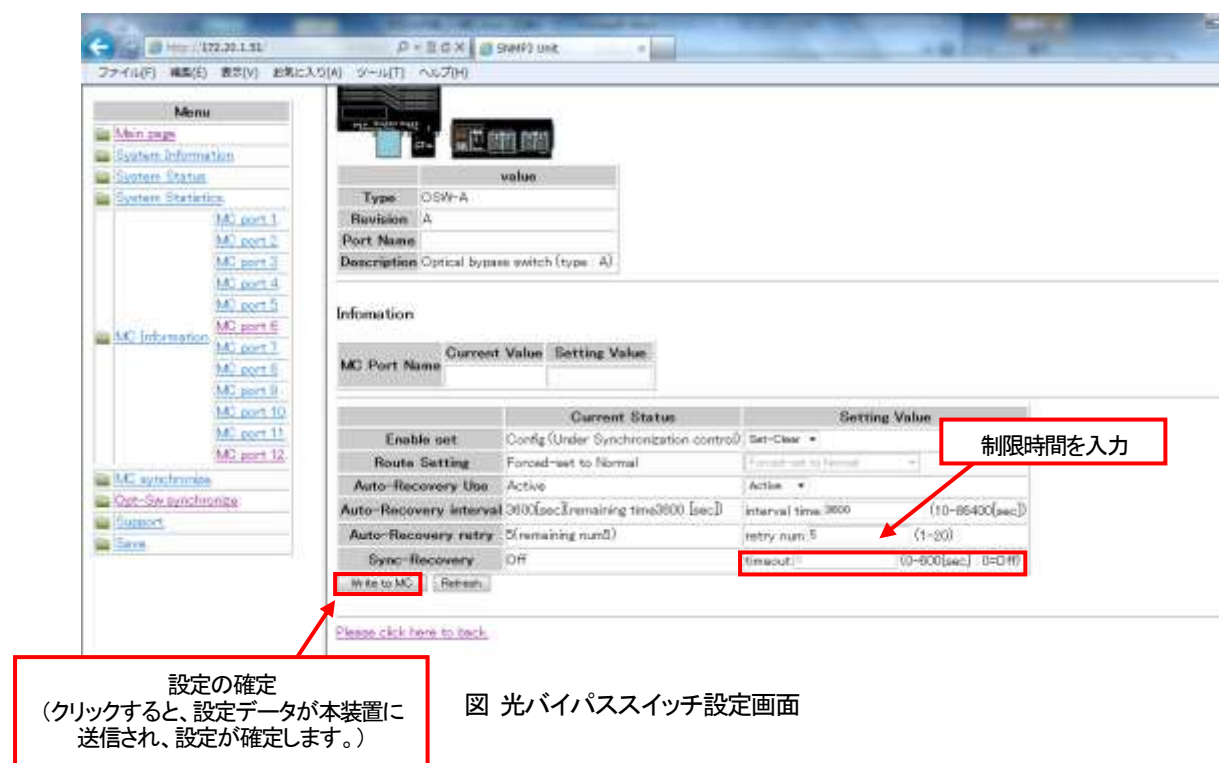 http://172.20.1.51/
SNMP3 Unit
ファイル(F) 編集(E) 表示(V) お気に入り(A) ツール(T) ヘルプ(H)
Menu
Main page
System Information
System Status
System Statistics
MC Information
MC port 1
MC port 2
MC port 3
MC port 4
MC port 5
MC port 6
MC port 7
MC port 8
MC port 9
MC port 10
MC port 11
MC port 12
MC synchronize
Opt-Sw synchronize
Support
Save
value
Type OSW-A
Revision A
Port Name
Description Optical bypass switch (type A)
Infomation
Current Value Setting Value
MC Port Name
Current Status Setting Value
Enable set Config (Under Synchronization control) Set-Clear
Route Setting Forced-set to Normal Forced-set to Normal
Auto-Recovery Use Active Active
Auto-Recovery interval 3600[sec](remaining time3600 [sec]) interval time: 3600 (10-86400[sec])
Auto-Recovery retry 5(remaining num5) retry num: 5 (1-20)
Sync-Recovery Off timeout: (0-600[sec] 0=Off)
Write to MC Refresh
Please click here to back.
制限時間を入力
設定の確定
(クリックすると、設定データが本装置に
送信され、設定が確定します。)
図 光バイパススイッチ設定画面